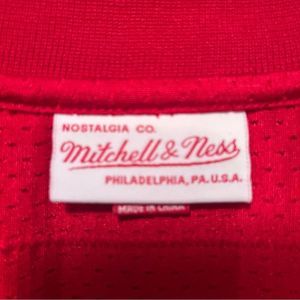 NOSTALGIA CO.
Mitchell & Ness
PHILADELPHIA, PA. U.S.A.
MADE IN CHINA